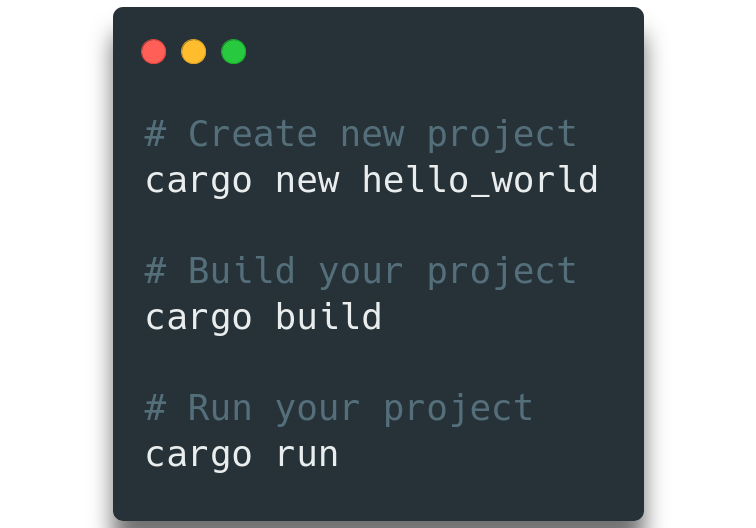 # Create new project
cargo new hello_world
# Build your project
cargo build
# Run your project
cargo run